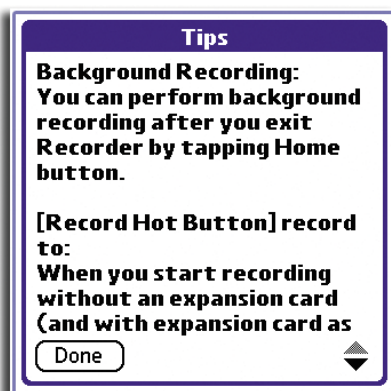 Tips
Background Recording:
You can perform background
recording after you exit
Recorder by tapping Home
button.
[Record Hot Button] record
to:
When you start recording
without an expansion card
(and with expansion card as
Done